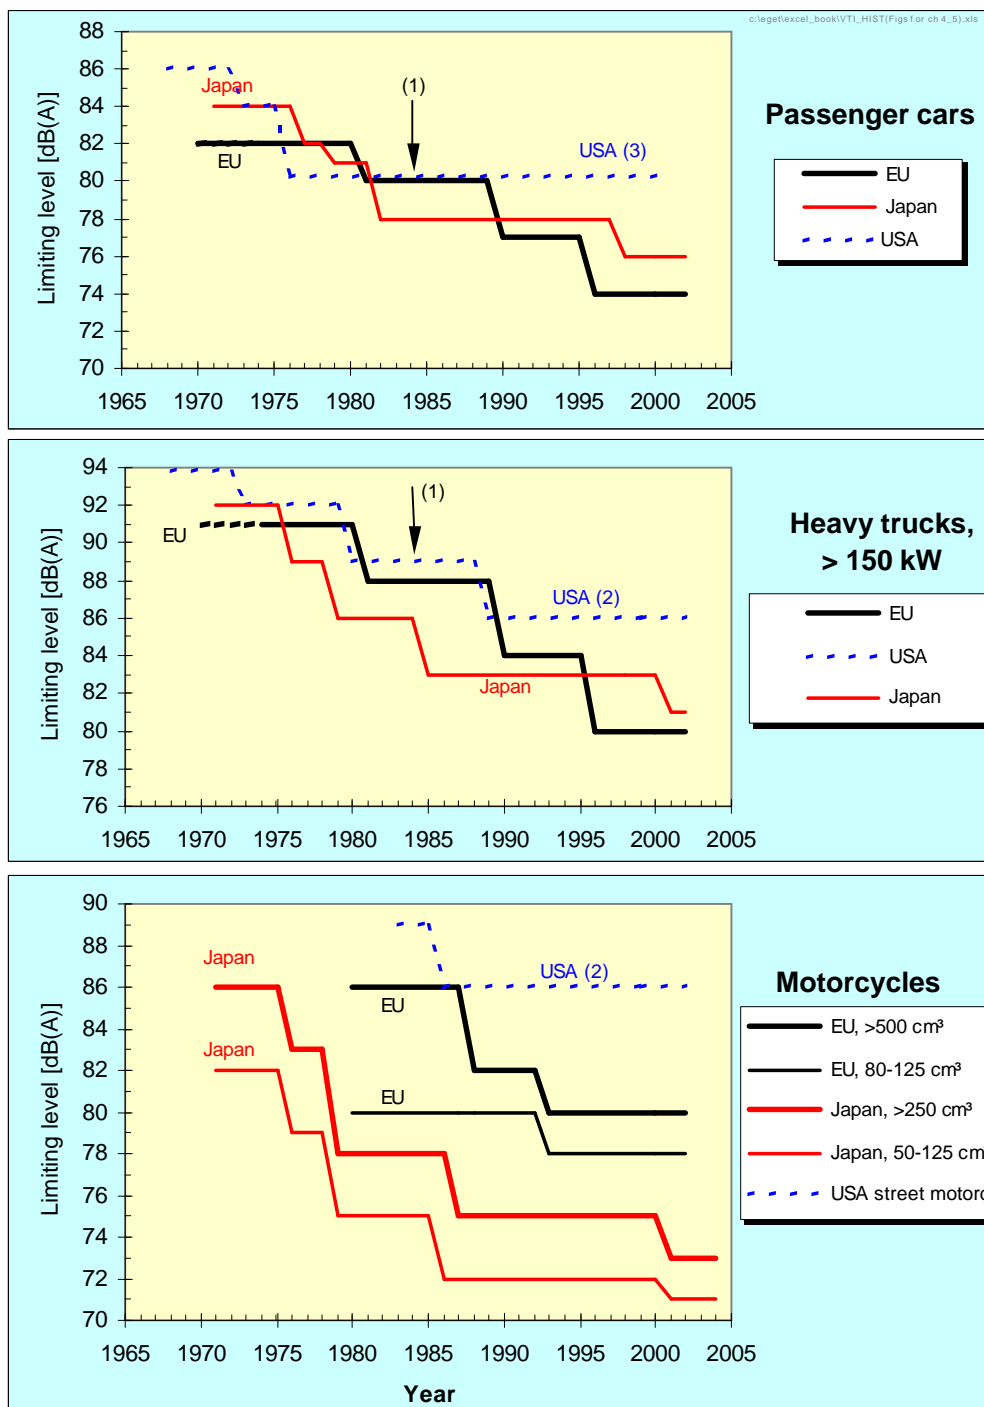 c:\eget\excel_book\VTI_HIST(Figs for ch 4_5).xls
Passenger cars
Limiting level [dB(A)]
88
86
84
82
80
78
76
74
72
70
1965 1970 1975 1980 1985 1990 1995 2000 2005
Japan
EU
(1)
USA (3)
EU
Japan
USA
Heavy trucks,
> 150 kW
Limiting level [dB(A)]
94
92
90
88
86
84
82
80
78
76
1965 1970 1975 1980 1985 1990 1995 2000 2005
EU
(1)
USA (2)
Japan
EU
USA
Japan
Motorcycles
Limiting level [dB(A)]
90
88
86
84
82
80
78
76
74
72
70
1965 1970 1975 1980 1985 1990 1995 2000 2005
Year
Japan
Japan
EU
EU
USA (2)
EU, >500 cm³
EU, 80-125 cm³
Japan, >250 cm³
Japan, 50-125 cm
USA street motorc